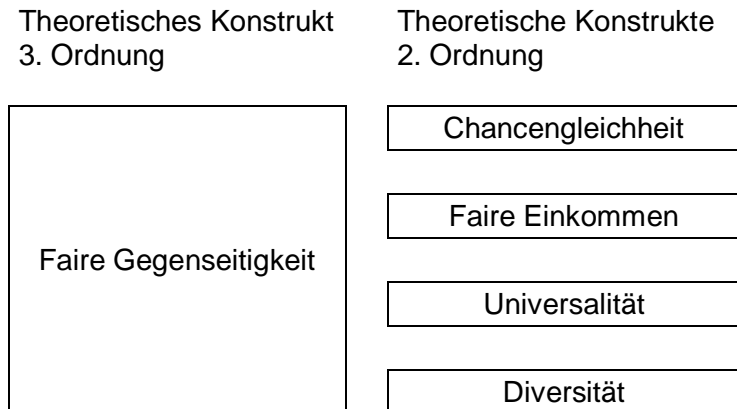 Theoretisches Konstrukt
3. Ordnung
Theoretische Konstrukte
2. Ordnung
Faire Gegenseitigkeit
Chancengleichheit
Faire Einkommen
Universalität
Diversität